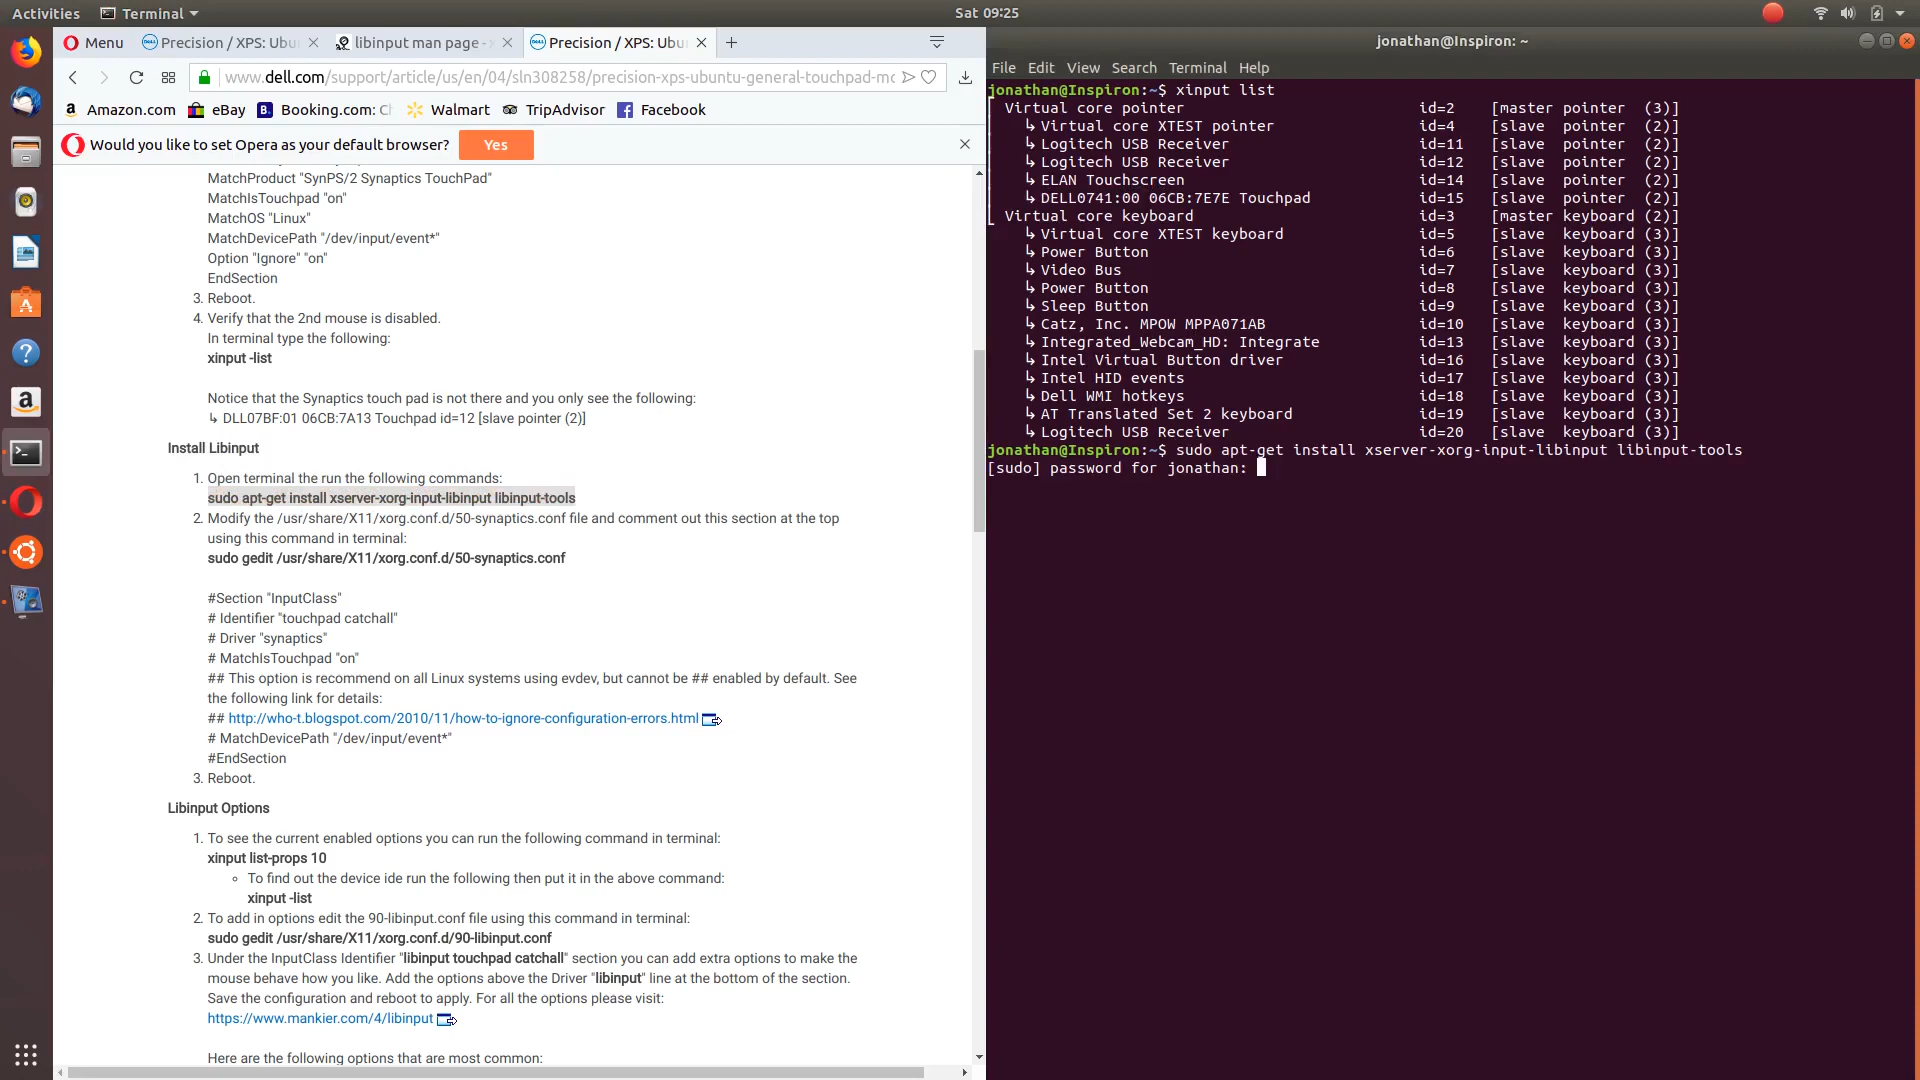 Activities Terminal Sat 09:25
Menu Precision / XPS: Ubu libinput man page - Precision / XPS: Ubu
www.dell.com/support/article/us/en/04/sln308258/precision-xps-ubuntu-general-touchpad-mo
Amazon.com eBay Booking.com: Walmart TripAdvisor Facebook
Would you like to set Opera as your default browser? Yes
MatchProduct "SynPS/2 Synaptics TouchPad"
MatchIsTouchpad "on"
MatchOS "Linux"
MatchDevicePath "/dev/input/event*"
Option "Ignore" "on"
EndSection
3. Reboot.
4. Verify that the 2nd mouse is disabled.
In terminal type the following:
xinput -list
Notice that the Synaptics touch pad is not there and you only see the following:
↳ DLL07BF:01 06CB:7A13 Touchpad id=12 [slave pointer (2)]
Install Libinput
1. Open terminal the run the following commands:
sudo apt-get install xserver-xorg-input-libinput libinput-tools
2. Modify the /usr/share/X11/xorg.conf.d/50-synaptics.conf file and comment out this section at the top
using this command in terminal:
sudo gedit /usr/share/X11/xorg.conf.d/50-synaptics.conf
#Section "InputClass"
# Identifier "touchpad catchall"
# Driver "synaptics"
# MatchIsTouchpad "on"
## This option is recommend on all Linux systems using evdev, but cannot be ## enabled by default. See
the following link for details:
## http://who-t.blogspot.com/2010/11/how-to-ignore-configuration-errors.html
# MatchDevicePath "/dev/input/event*"
#EndSection
3. Reboot.
Libinput Options
1. To see the current enabled options you can run the following command in terminal:
xinput list-props 10
◦ To find out the device ide run the following then put it in the above command:
xinput -list
2. To add in options edit the 90-libinput.conf file using this command in terminal:
sudo gedit /usr/share/X11/xorg.conf.d/90-libinput.conf
3. Under the InputClass Identifier "libinput touchpad catchall" section you can add extra options to make the
mouse behave how you like. Add the options above the Driver "libinput" line at the bottom of the section.
Save the configuration and reboot to apply. For all the options please visit:
https://www.mankier.com/4/libinput
Here are the following options that are most common:
jonathan@Inspiron: ~
File Edit View Search Terminal Help
jonathan@Inspiron:~$ xinput list
⎡ Virtual core pointer id=2 [master pointer (3)]
↳ Virtual core XTEST pointer id=4 [slave pointer (2)]
↳ Logitech USB Receiver id=11 [slave pointer (2)]
↳ Logitech USB Receiver id=12 [slave pointer (2)]
↳ ELAN Touchscreen id=14 [slave pointer (2)]
↳ DELL0741:00 06CB:7E7E Touchpad id=15 [slave pointer (2)]
⎣ Virtual core keyboard id=3 [master keyboard (2)]
↳ Virtual core XTEST keyboard id=5 [slave keyboard (3)]
↳ Power Button id=6 [slave keyboard (3)]
↳ Video Bus id=7 [slave keyboard (3)]
↳ Power Button id=8 [slave keyboard (3)]
↳ Sleep Button id=9 [slave keyboard (3)]
↳ Catz, Inc. MPOW MPPA071AB id=10 [slave keyboard (3)]
↳ Integrated_Webcam_HD: Integrate id=13 [slave keyboard (3)]
↳ Intel Virtual Button driver id=16 [slave keyboard (3)]
↳ Intel HID events id=17 [slave keyboard (3)]
↳ Dell WMI hotkeys id=18 [slave keyboard (3)]
↳ AT Translated Set 2 keyboard id=19 [slave keyboard (3)]
↳ Logitech USB Receiver id=20 [slave keyboard (3)]
jonathan@Inspiron:~$ sudo apt-get install xserver-xorg-input-libinput libinput-tools
[sudo] password for jonathan: